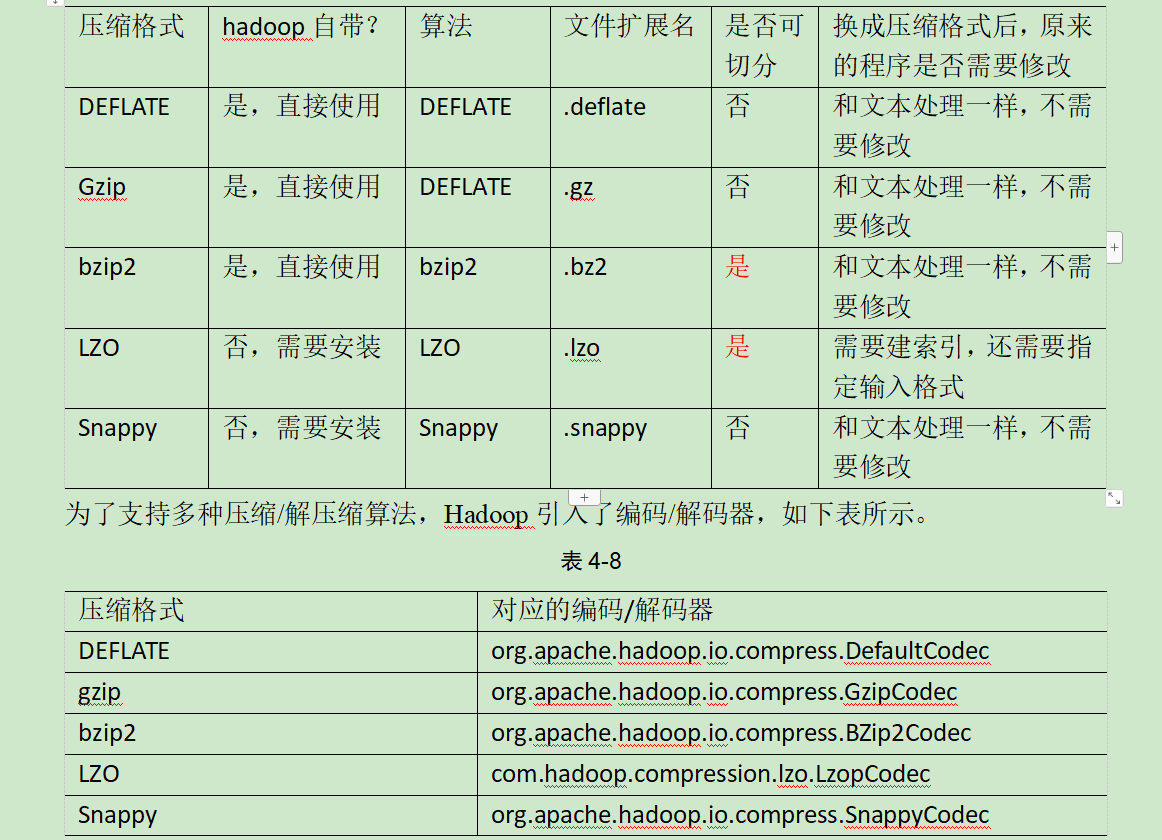 压缩格式 hadoop 自带？ 算法 文件扩展名 是否可切分 换成压缩格式后，原来的程序是否需要修改
DEFLATE 是，直接使用 DEFLATE .deflate 否 和文本处理一样，不需要修改
Gzip 是，直接使用 DEFLATE .gz 否 和文本处理一样，不需要修改
bzip2 是，直接使用 bzip2 .bz2 是 和文本处理一样，不需要修改
LZO 否，需要安装 LZO .lzo 是 需要建索引，还需要指定输入格式
Snappy 否，需要安装 Snappy .snappy 否 和文本处理一样，不需要修改
为了支持多种压缩/解压缩算法，Hadoop 引入了编码/解码器，如下表所示。
表 4-8
压缩格式 对应的编码/解码器
DEFLATE org.apache.hadoop.io.compress.DefaultCodec
gzip org.apache.hadoop.io.compress.GzipCodec
bzip2 org.apache.hadoop.io.compress.BZip2Codec
LZO com.hadoop.compression.lzo.LzopCodec
Snappy org.apache.hadoop.io.compress.SnappyCodec